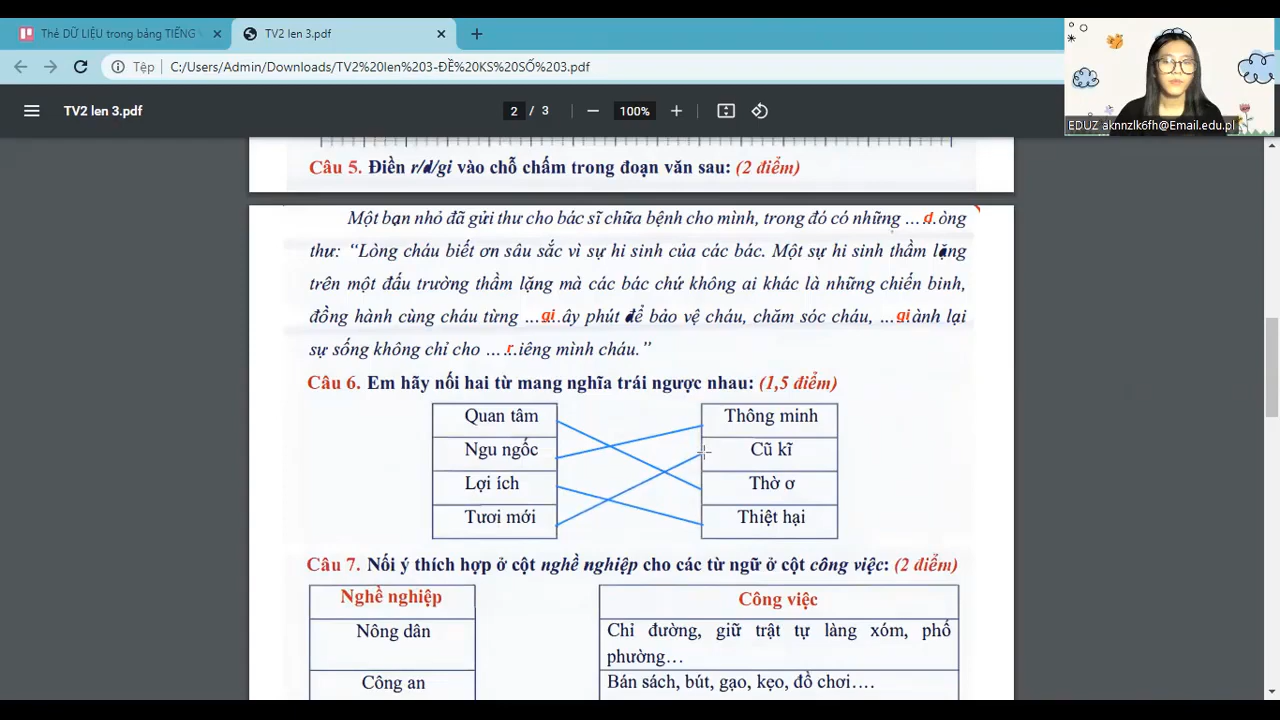 Thẻ DỮ LIỆU trong bảng TIẾNG
TV2 len 3.pdf
Tệp
C:/Users/Admin/Downloads/TV2%20len%203-ĐỀ%20KS%20SỐ%203.pdf
TV2 len 3.pdf
2 / 3
100%
EDUZ aknnzlk6fh@Email.edu.pl
Câu 5. Điền r/d/gi vào chỗ chấm trong đoạn văn sau: (2 điểm)
Một bạn nhỏ đã gửi thư cho bác sĩ chữa bệnh cho mình, trong đó có những …d.òng
thư: “Lòng cháu biết ơn sâu sắc vì sự hi sinh của các bác. Một sự hi sinh thầm lặng
trên một đấu trường thầm lặng mà các bác chứ không ai khác là những chiến binh,
đồng hành cùng cháu từng …gi.ây phút để bảo vệ cháu, chăm sóc cháu, …gi.ành lại
sự sống không chỉ cho …r.iêng mình cháu.”
Câu 6. Em hãy nối hai từ mang nghĩa trái ngược nhau: (1,5 điểm)
Quan tâm Thông minh
Ngu ngốc Cũ kĩ
Lợi ích Thờ ơ
Tươi mới Thiệt hại
Câu 7. Nối ý thích hợp ở cột nghề nghiệp cho các từ ngữ ở cột công việc: (2 điểm)
Nghề nghiệp Công việc
Nông dân Chỉ đường, giữ trật tự làng xóm, phố
phường…
Công an Bán sách, bút, gạo, kẹo, đồ chơi….